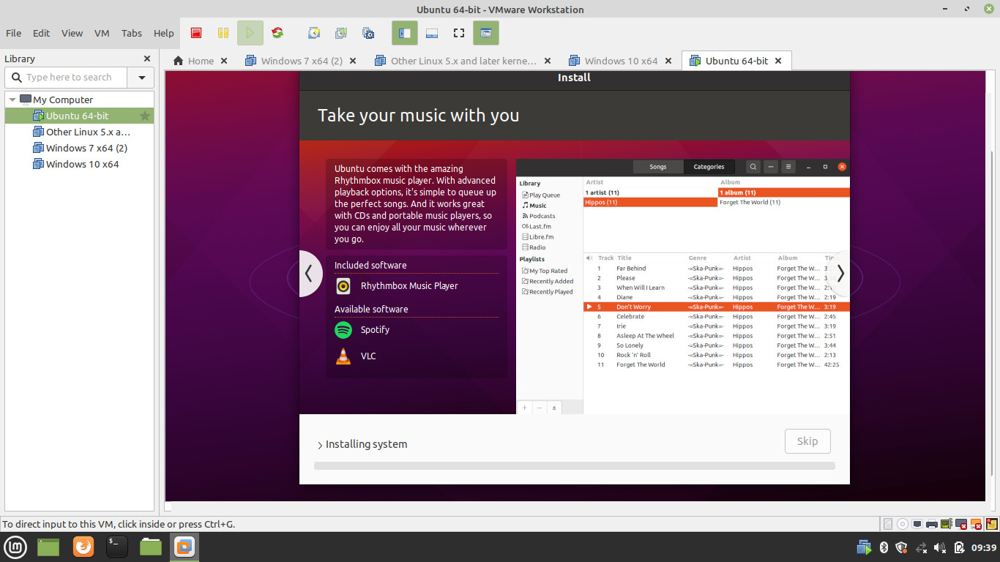 Ubuntu 64-bit - VMware Workstation
File Edit View VM Tabs Help
Library
Type here to search
My Computer
Ubuntu 64-bit
Other Linux 5.x a...
Windows 7 x64 (2)
Windows 10 x64
Home Windows 7 x64 (2) Other Linux 5.x and later kerne... Windows 10 x64 Ubuntu 64-bit
Install
Take your music with you
Ubuntu comes with the amazing
Rhythmbox music player. With advanced
playback options, it's simple to queue up
the perfect songs. And it works great
with CDs and portable music players, so
you can enjoy all your music wherever
you go.
Included software
Rhythmbox Music Player
Available software
Spotify
VLC
Songs Categories
Library
Play Queue
Music
Podcasts
Last.fm
Libre.fm
Radio
Playlists
My Top Rated
Recently Added
Recently Played
Artist Album
1 artist (11) 1 album (11)
Hippos (11) Forget The World (11)
Track Title Genre Artist Album
1 Far Behind -=Ska-Punk=- Hippos Forget The W...
2 Please -=Ska-Punk=- Hippos Forget The W...
3 When Will I Learn -=Ska-Punk=- Hippos Forget The W...
4 Diane -=Ska-Punk=- Hippos Forget The W... 2:19
5 Don't Worry -=Ska-Punk=- Hippos Forget The W... 3:19
6 Celebrate -=Ska-Punk=- Hippos Forget The W... 2:45
7 Irie -=Ska-Punk=- Hippos Forget The W... 3:19
8 Asleep At The Wheel -=Ska-Punk=- Hippos Forget The W... 2:51
9 So Lonely -=Ska-Punk=- Hippos Forget The W... 3:44
10 Rock 'n' Roll -=Ska-Punk=- Hippos Forget The W... 2:13
11 Forget The World -=Ska-Punk=- Hippos Forget The W... 42:25
Installing system
Skip
To direct input to this VM, click inside or press Ctrl+G.
09:39